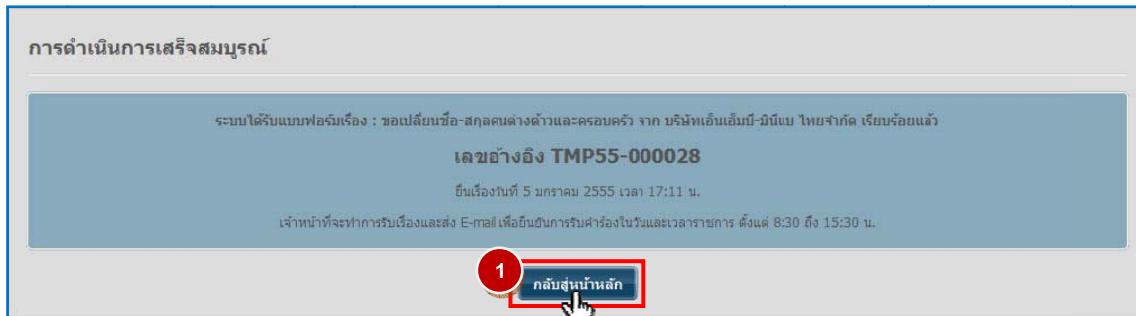 การดำเนินการเสร็จสมบูรณ์
ระบบได้รับแบบฟอร์มเรื่อง : ขอเปลี่ยนชื่อ-สกุลคนต่างด้าวและครอบครัว จาก บริษัทเอ็นเอ็มบี-มินีแบ ไทยจำกัด เรียบร้อยแล้ว
เลขอ้างอิง TMP55-000028
ยื่นเรื่องวันที่ 5 มกราคม 2555 เวลา 17:11 น.
เจ้าหน้าที่จะทำการรับเรื่องและส่ง E-mail เพื่อยืนยันการรับคำร้องในวันและเวลาราชการ ตั้งแต่ 8:30 ถึง 15:30 น.
1
กลับสู่หน้าหลัก